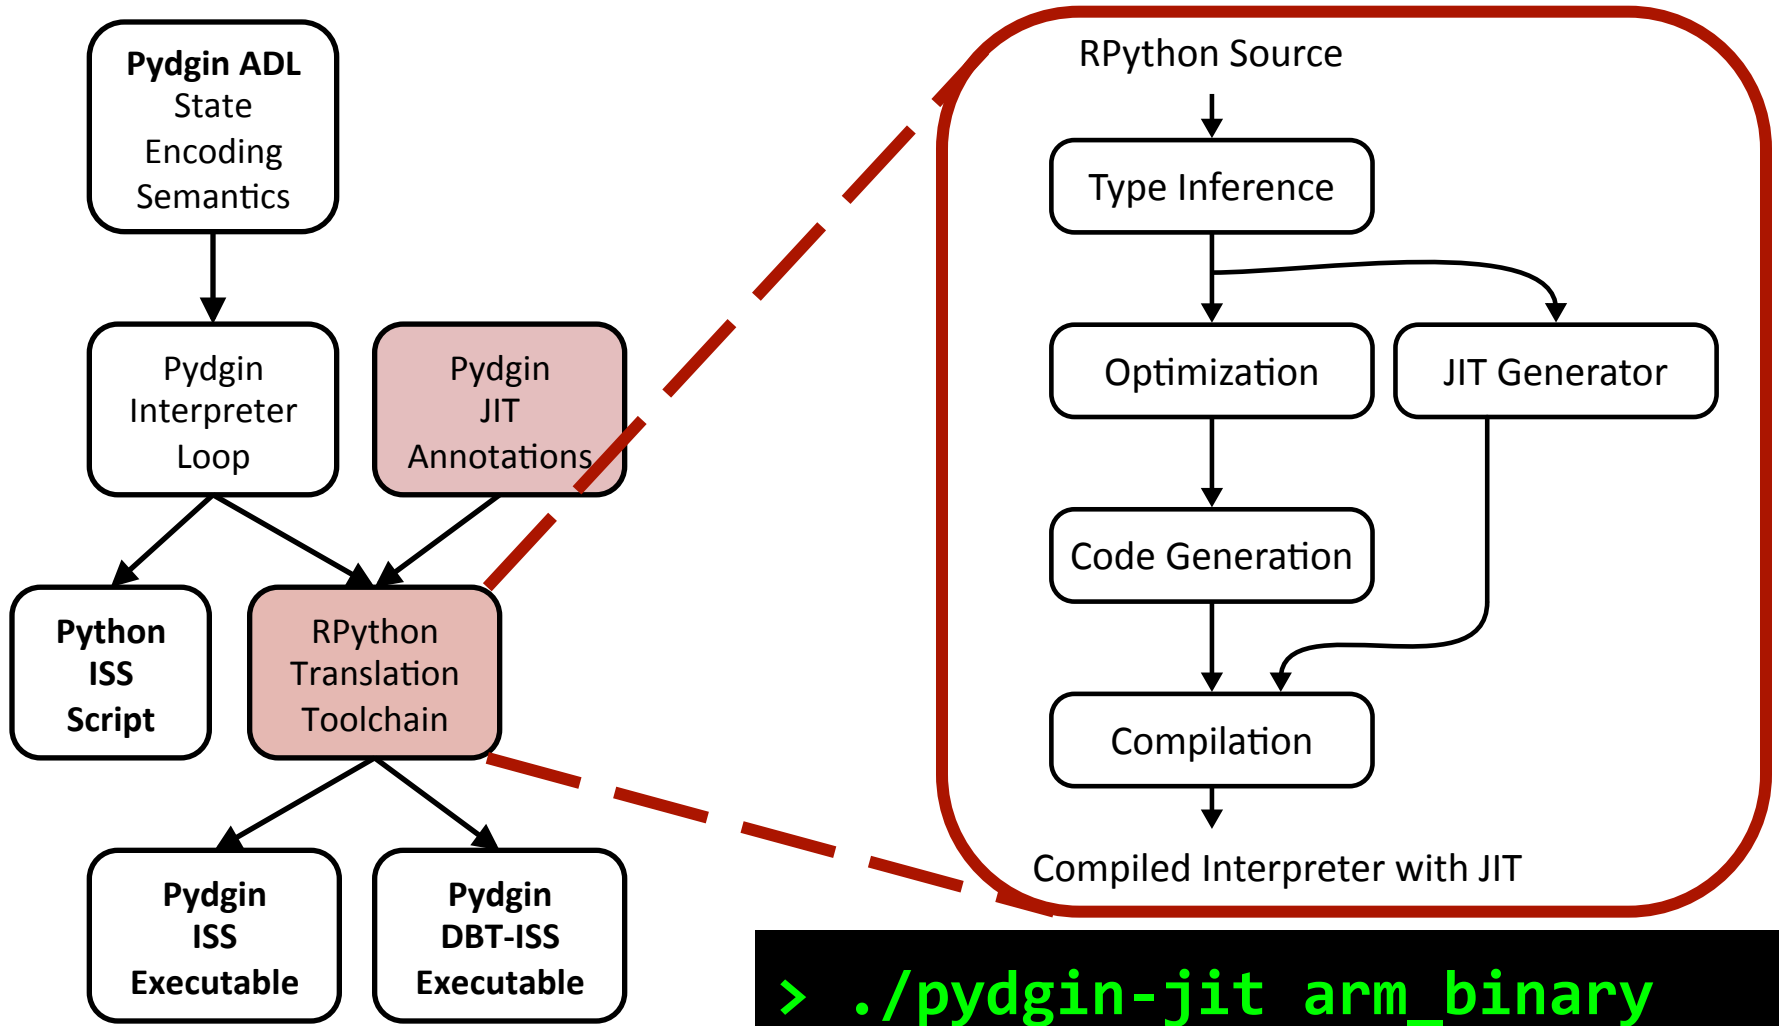 Pydgin ADL
State
Encoding
Semantics
Pydgin
Interpreter
Loop
Pydgin
JIT
Annotations
Python
ISS
Script
RPython
Translation
Toolchain
Pydgin
ISS
Executable
Pydgin
DBT-ISS
Executable
RPython Source
Type Inference
Optimization
JIT Generator
Code Generation
Compilation
Compiled Interpreter with JIT
> ./pydgin-jit arm_binary